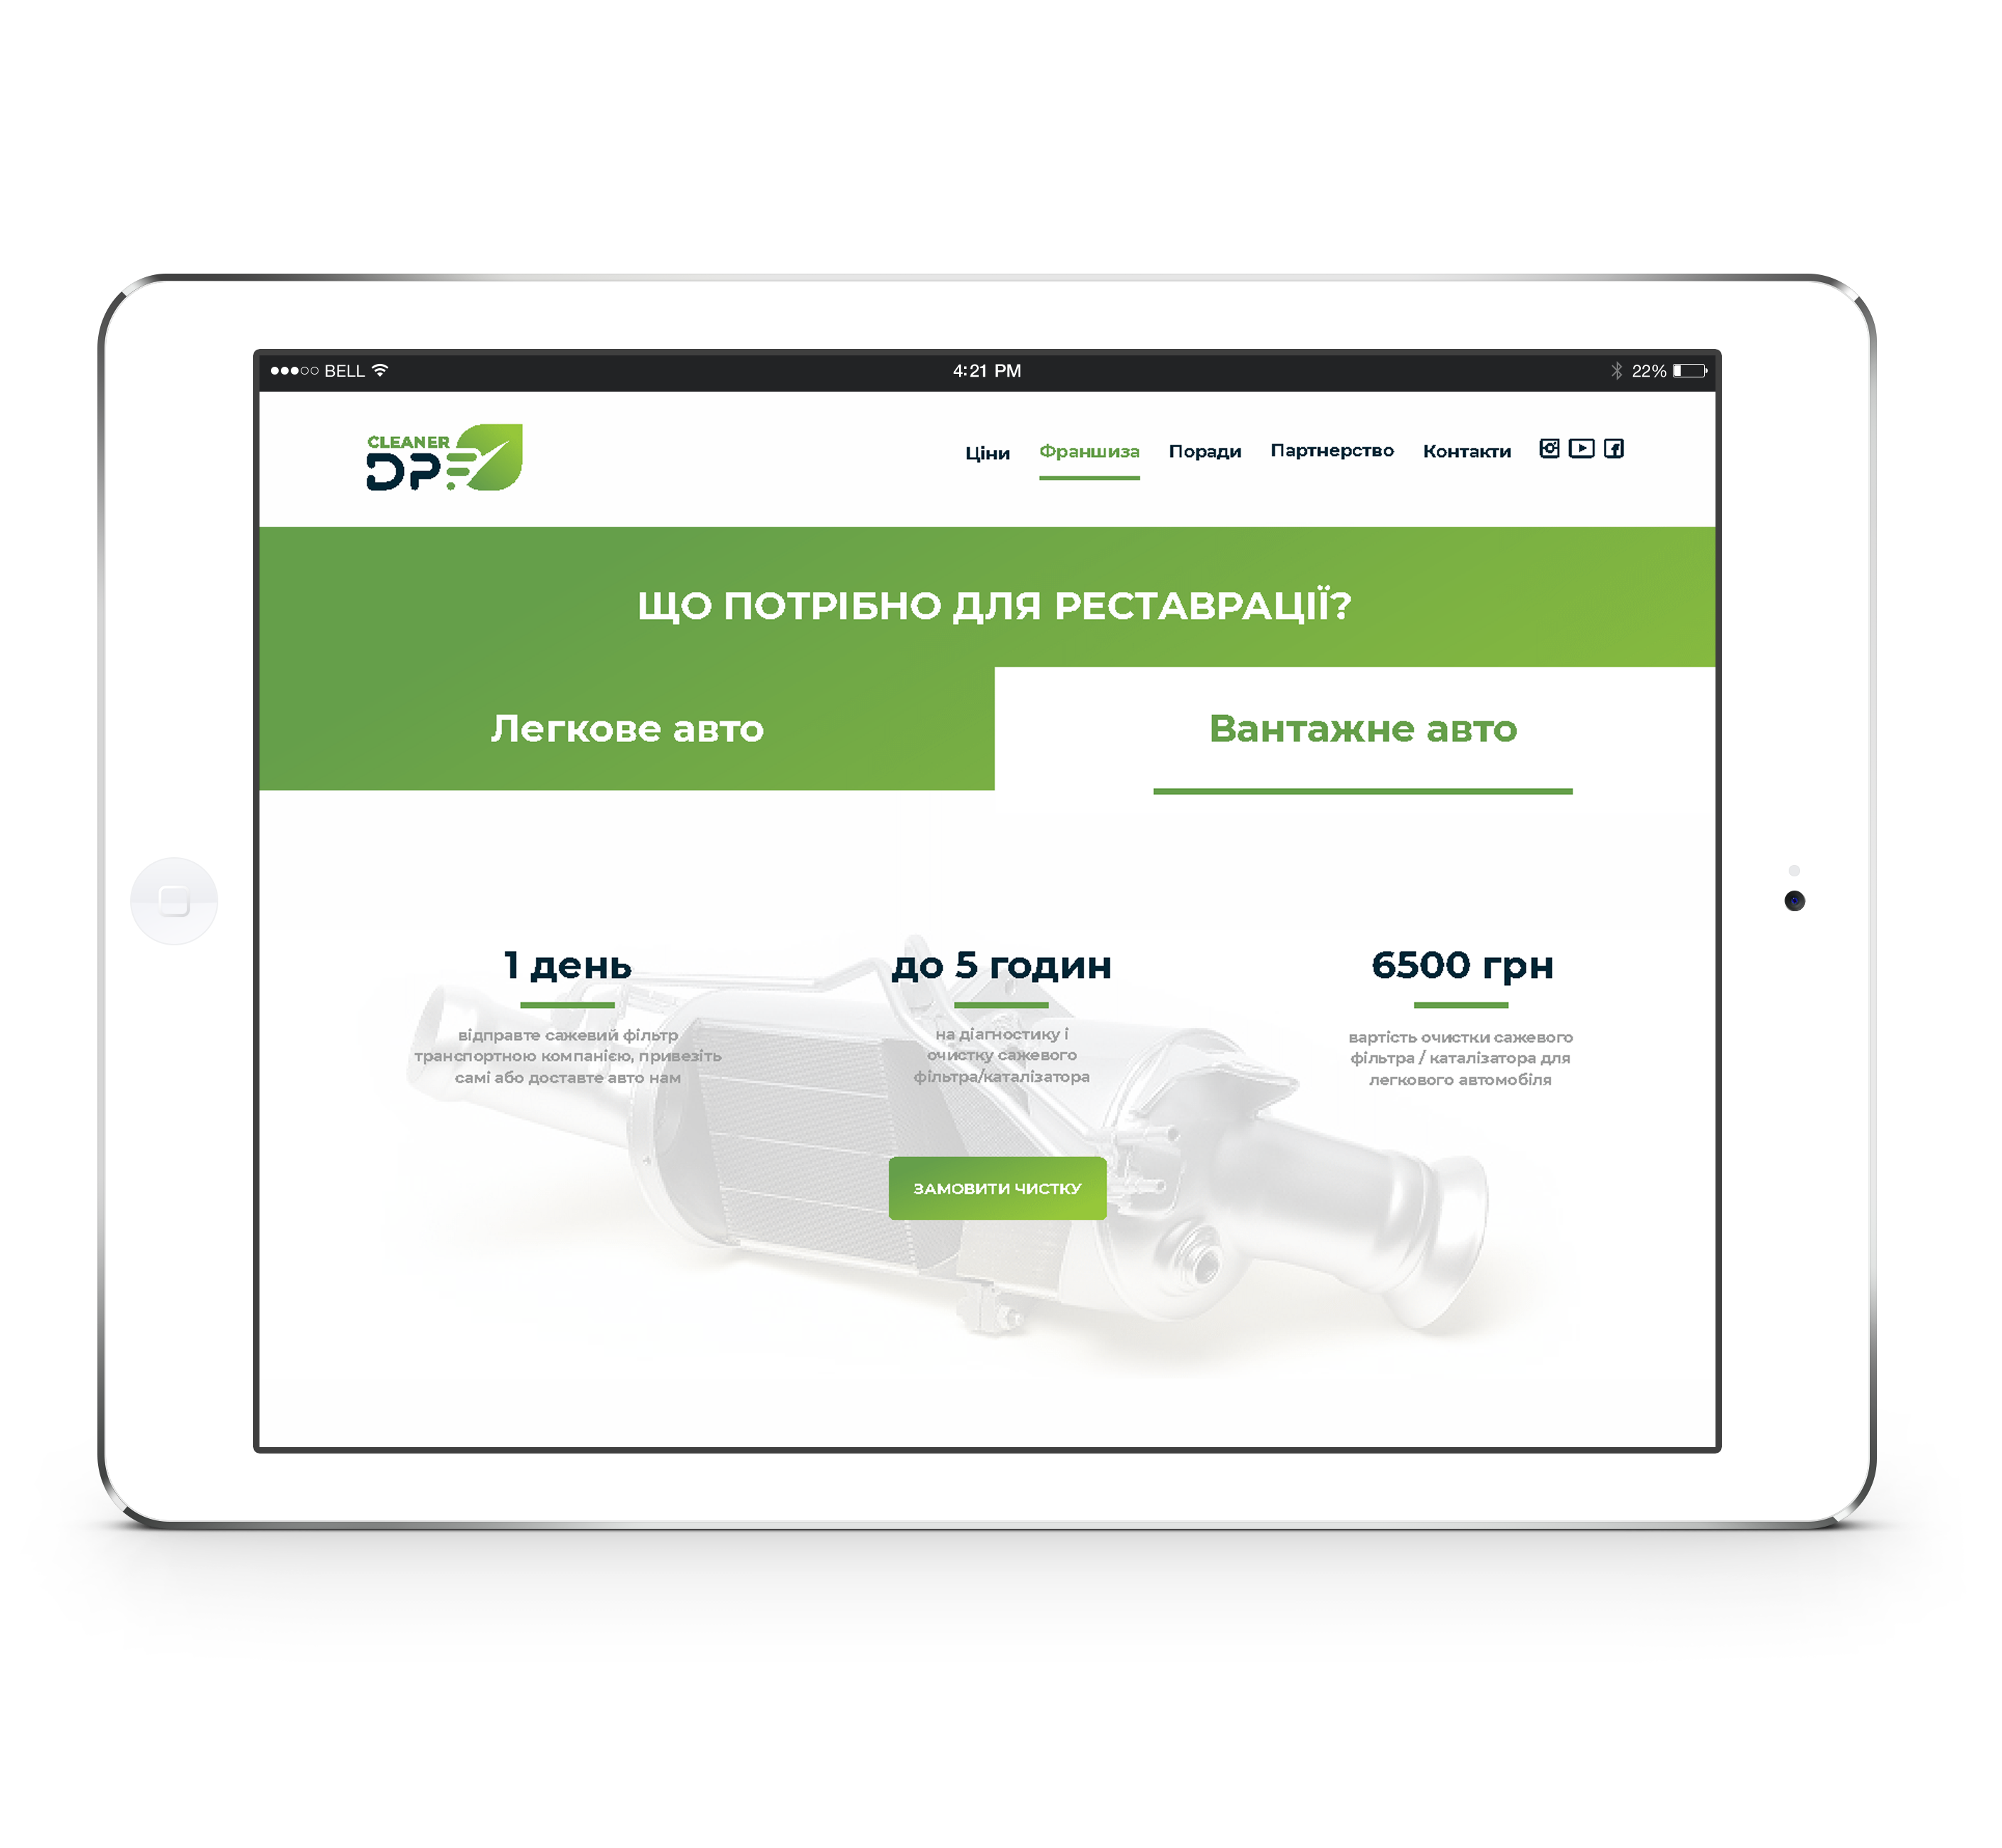 BELL
4:21 PM
22%
CLEANER
DPF
Ціни
Франшиза
Поради
Партнерство
Контакти
ЩО ПОТРІБНО ДЛЯ РЕСТАВРАЦІЇ?
Легкове авто
Вантажне авто
1 день
відправте сажевий фільтр
транспортною компанією, привезіть
самі або доставте авто нам
до 5 годин
на діагностику і
очистку сажевого
фільтра/каталізатора
6500 грн
вартість очистки сажевого
фільтра / каталізатора для
легкового автомобіля
ЗАМОВИТИ ЧИСТКУ